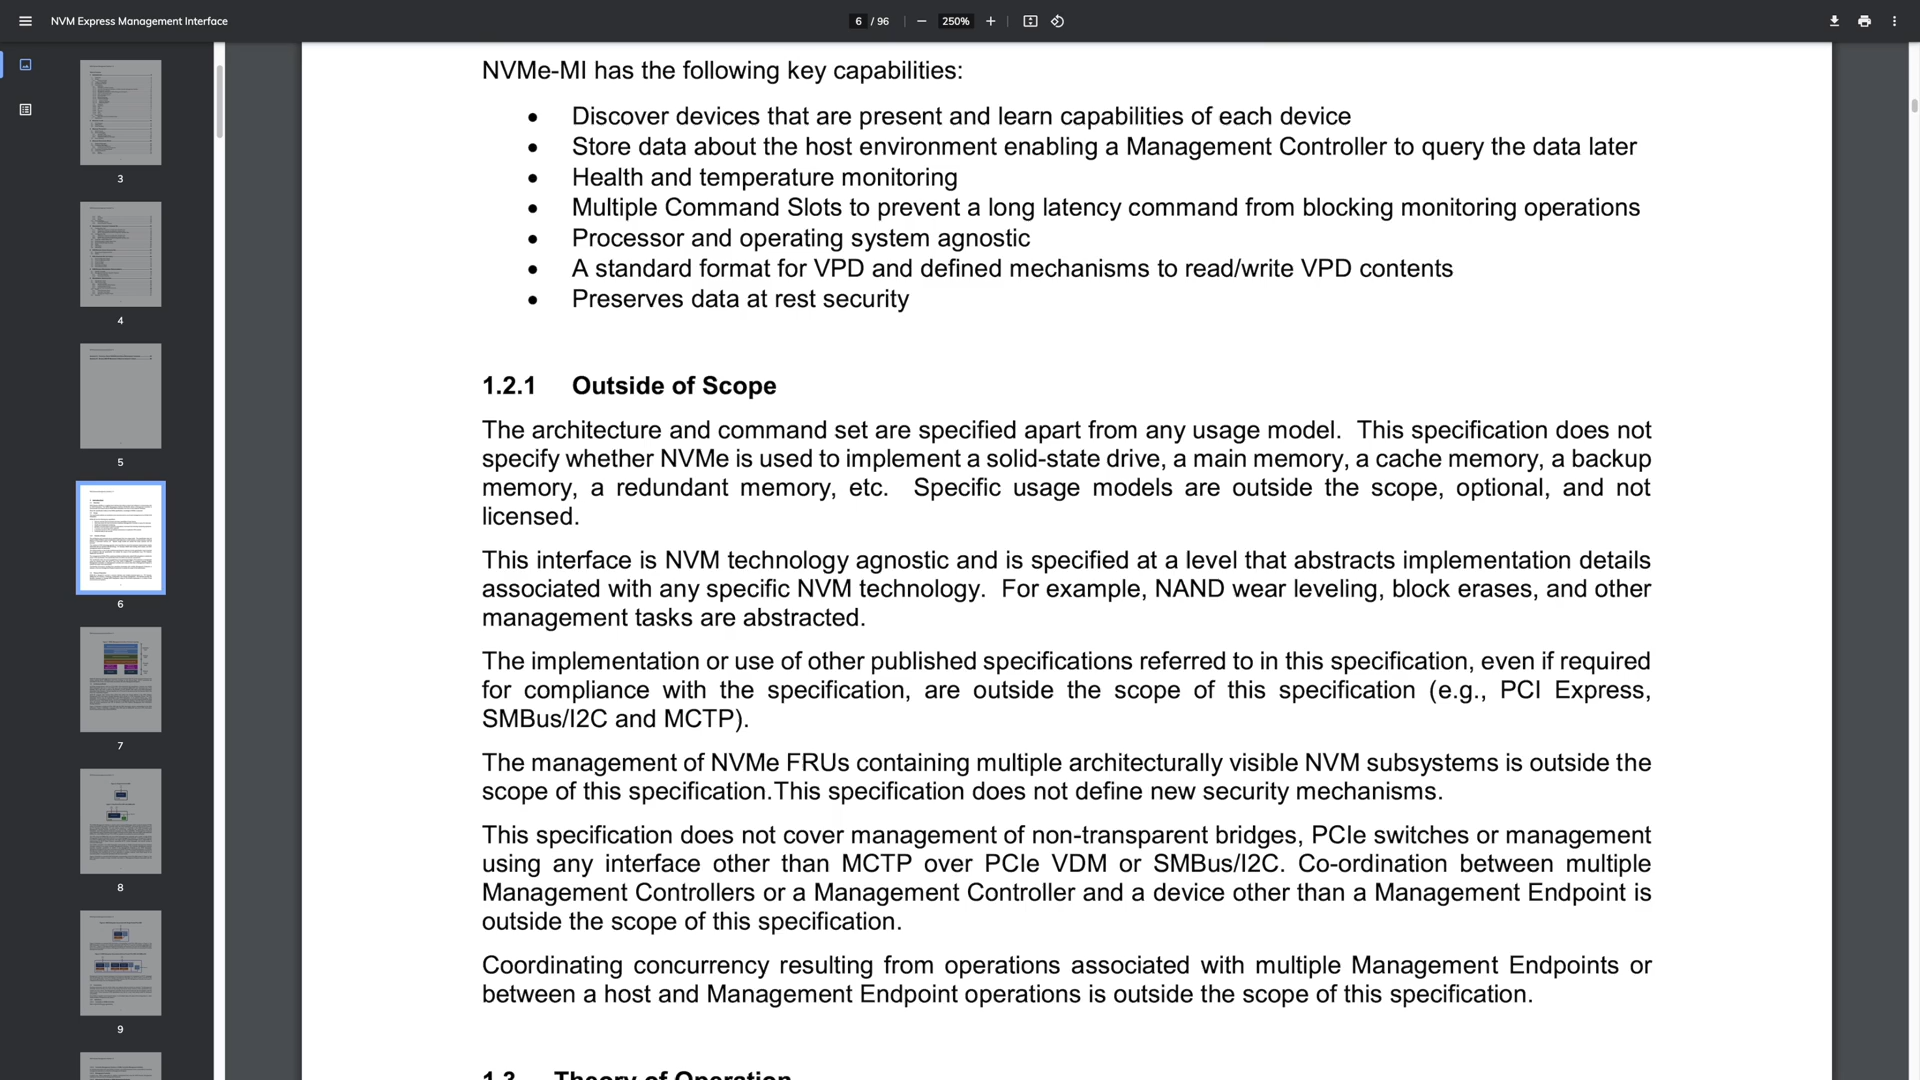 NVM Express Management Interface
6 / 96
250%
3
4
5
6
7
8
9
NVMe-MI has the following key capabilities:
• Discover devices that are present and learn capabilities of each device
• Store data about the host environment enabling a Management Controller to query the data later
• Health and temperature monitoring
• Multiple Command Slots to prevent a long latency command from blocking monitoring operations
• Processor and operating system agnostic
• A standard format for VPD and defined mechanisms to read/write VPD contents
• Preserves data at rest security
1.2.1 Outside of Scope
The architecture and command set are specified apart from any usage model. This specification does not
specify whether NVMe is used to implement a solid-state drive, a main memory, a cache memory, a backup
memory, a redundant memory, etc. Specific usage models are outside the scope, optional, and not
licensed.
This interface is NVM technology agnostic and is specified at a level that abstracts implementation details
associated with any specific NVM technology. For example, NAND wear leveling, block erases, and other
management tasks are abstracted.
The implementation or use of other published specifications referred to in this specification, even if required
for compliance with the specification, are outside the scope of this specification (e.g., PCI Express,
SMBus/I2C and MCTP).
The management of NVMe FRUs containing multiple architecturally visible NVM subsystems is outside the
scope of this specification.This specification does not define new security mechanisms.
This specification does not cover management of non-transparent bridges, PCIe switches or management
using any interface other than MCTP over PCIe VDM or SMBus/I2C. Co-ordination between multiple
Management Controllers or a Management Controller and a device other than a Management Endpoint is
outside the scope of this specification.
Coordinating concurrency resulting from operations associated with multiple Management Endpoints or
between a host and Management Endpoint operations is outside the scope of this specification.
1.3 Theory of Operation